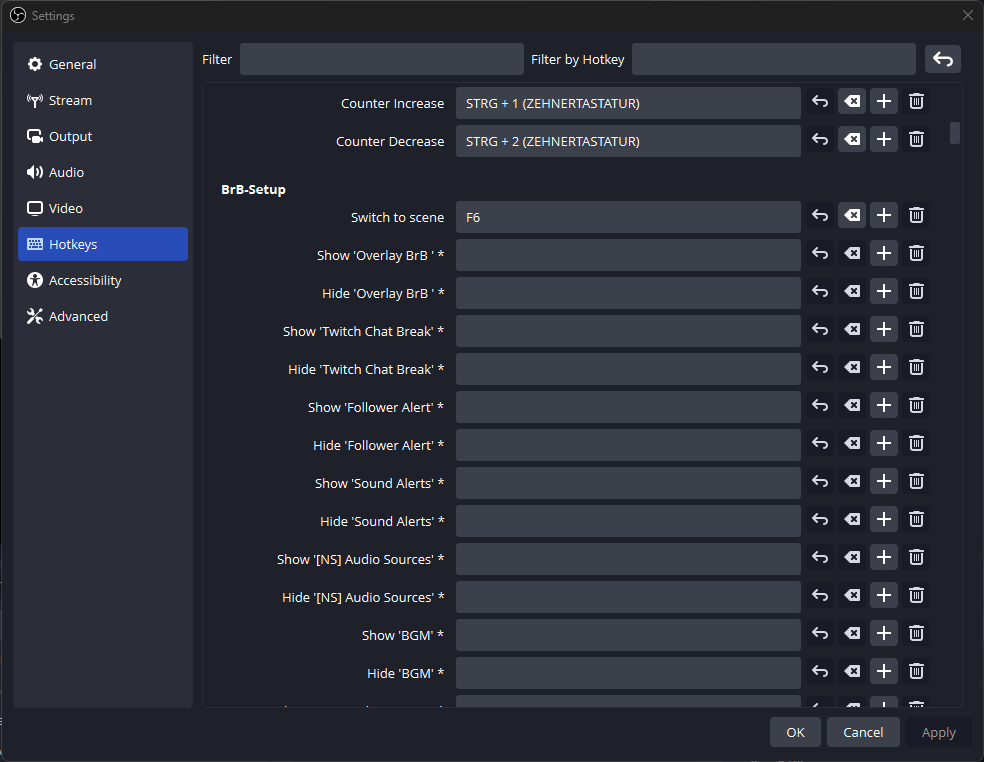 Settings
General
Stream
Output
Audio
Video
Hotkeys
Accessibility
Advanced
Filter
Filter by Hotkey
Counter Increase STRG + 1 (ZEHNERTASTATUR)
Counter Decrease STRG + 2 (ZEHNERTASTATUR)
BrB-Setup
Switch to scene F6
Show 'Overlay BrB ' *
Hide 'Overlay BrB ' *
Show 'Twitch Chat Break' *
Hide 'Twitch Chat Break' *
Show 'Follower Alert' *
Hide 'Follower Alert' *
Show 'Sound Alerts' *
Hide 'Sound Alerts' *
Show '[NS] Audio Sources' *
Hide '[NS] Audio Sources' *
Show 'BGM' *
Hide 'BGM' *
OK Cancel Apply